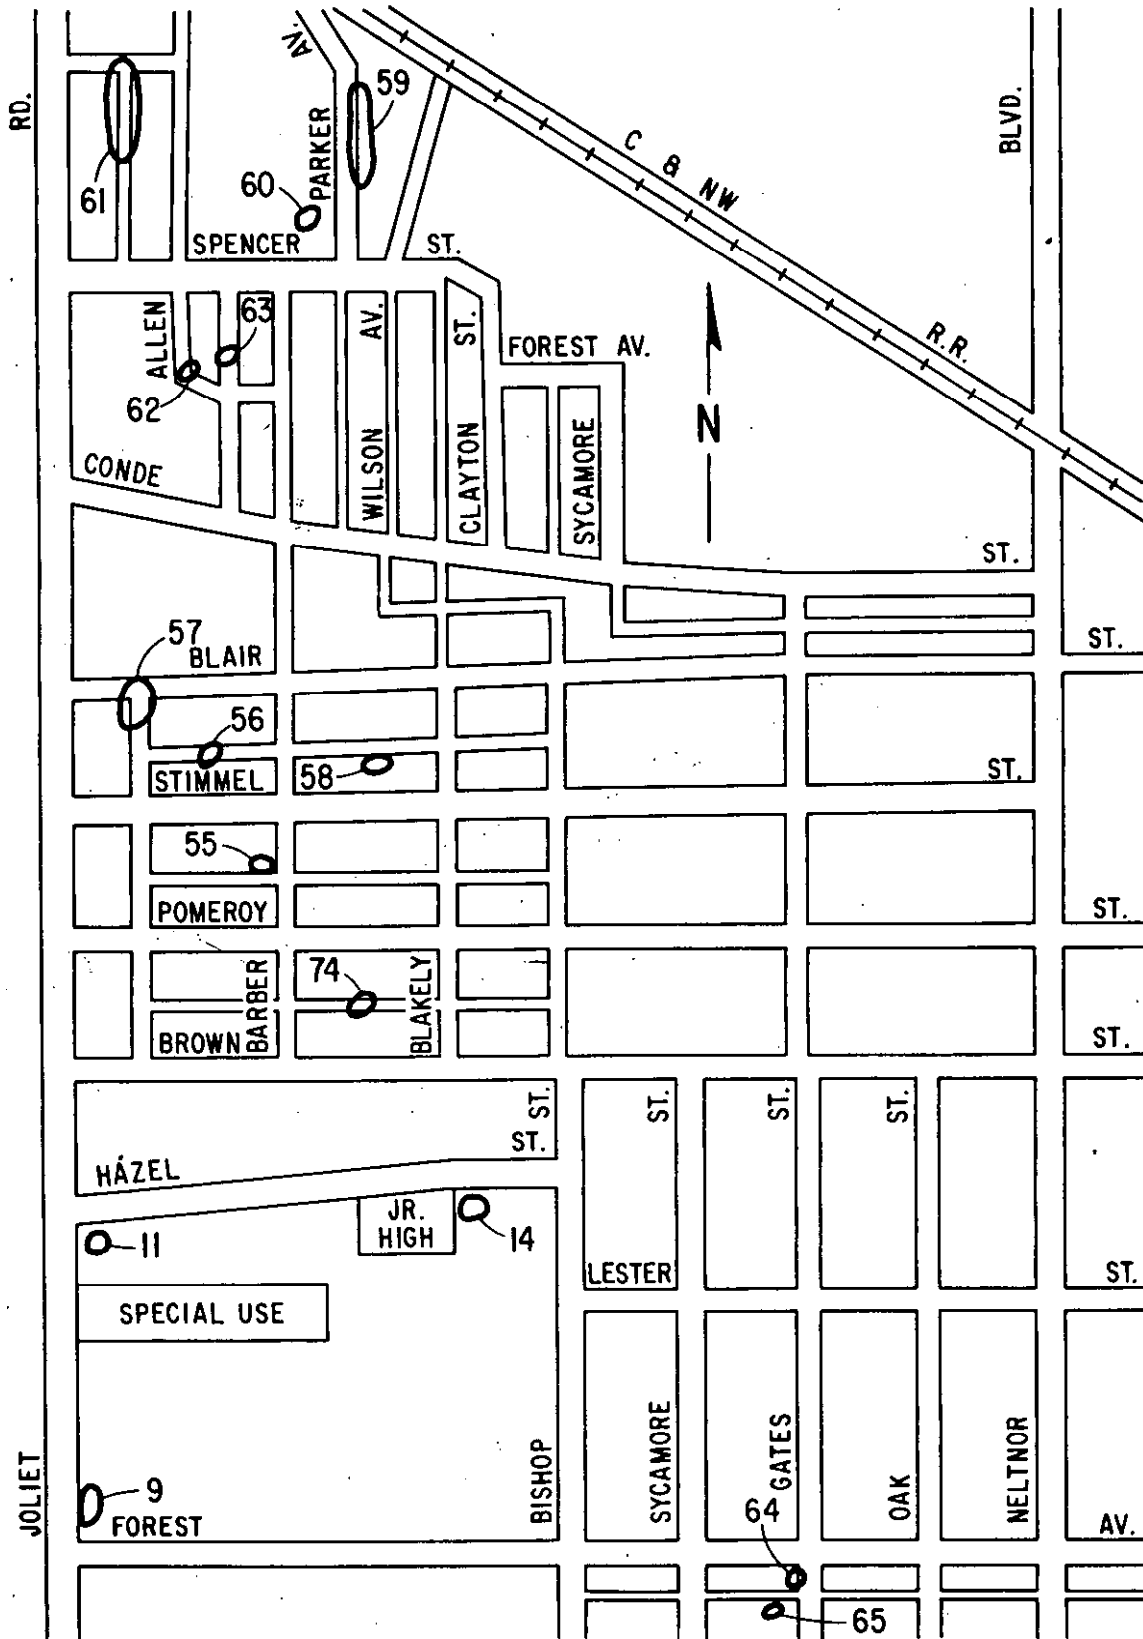 RD.
AV.
59
BLVD.
C & NW
PARKER
61
60
SPENCER
ST.
ALLEN
63
AV.
ST.
FOREST AV.
R.R.
62
N
CONDE
WILSON
CLAYTON
SYCAMORE
ST.
57
BLAIR
ST.
56
STIMMEL
58
ST.
55
POMEROY
ST.
BARBER
74
BLAKELY
BROWN
ST.
ST.
ST.
ST.
ST.
HÁZEL
ST.
JR.
HIGH
14
11
LESTER
ST.
SPECIAL USE
JOLIET
9
FOREST
BISHOP
SYCAMORE
GATES
OAK
NELTNOR
AV.
64
65